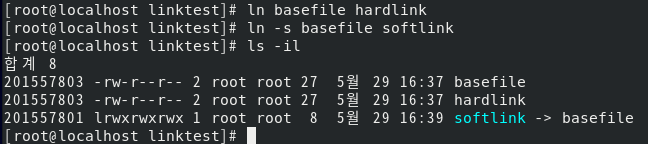 [root@localhost linktest]# ln basefile hardlink
[root@localhost linktest]# ln -s basefile softlink
[root@localhost linktest]# ls -il
합계 8
201557803 -rw-r--r-- 2 root root 27  5월 29 16:37 basefile
201557803 -rw-r--r-- 2 root root 27  5월 29 16:37 hardlink
201557801 lrwxrwxrwx 1 root root  8  5월 29 16:39 softlink -> basefile
[root@localhost linktest]#